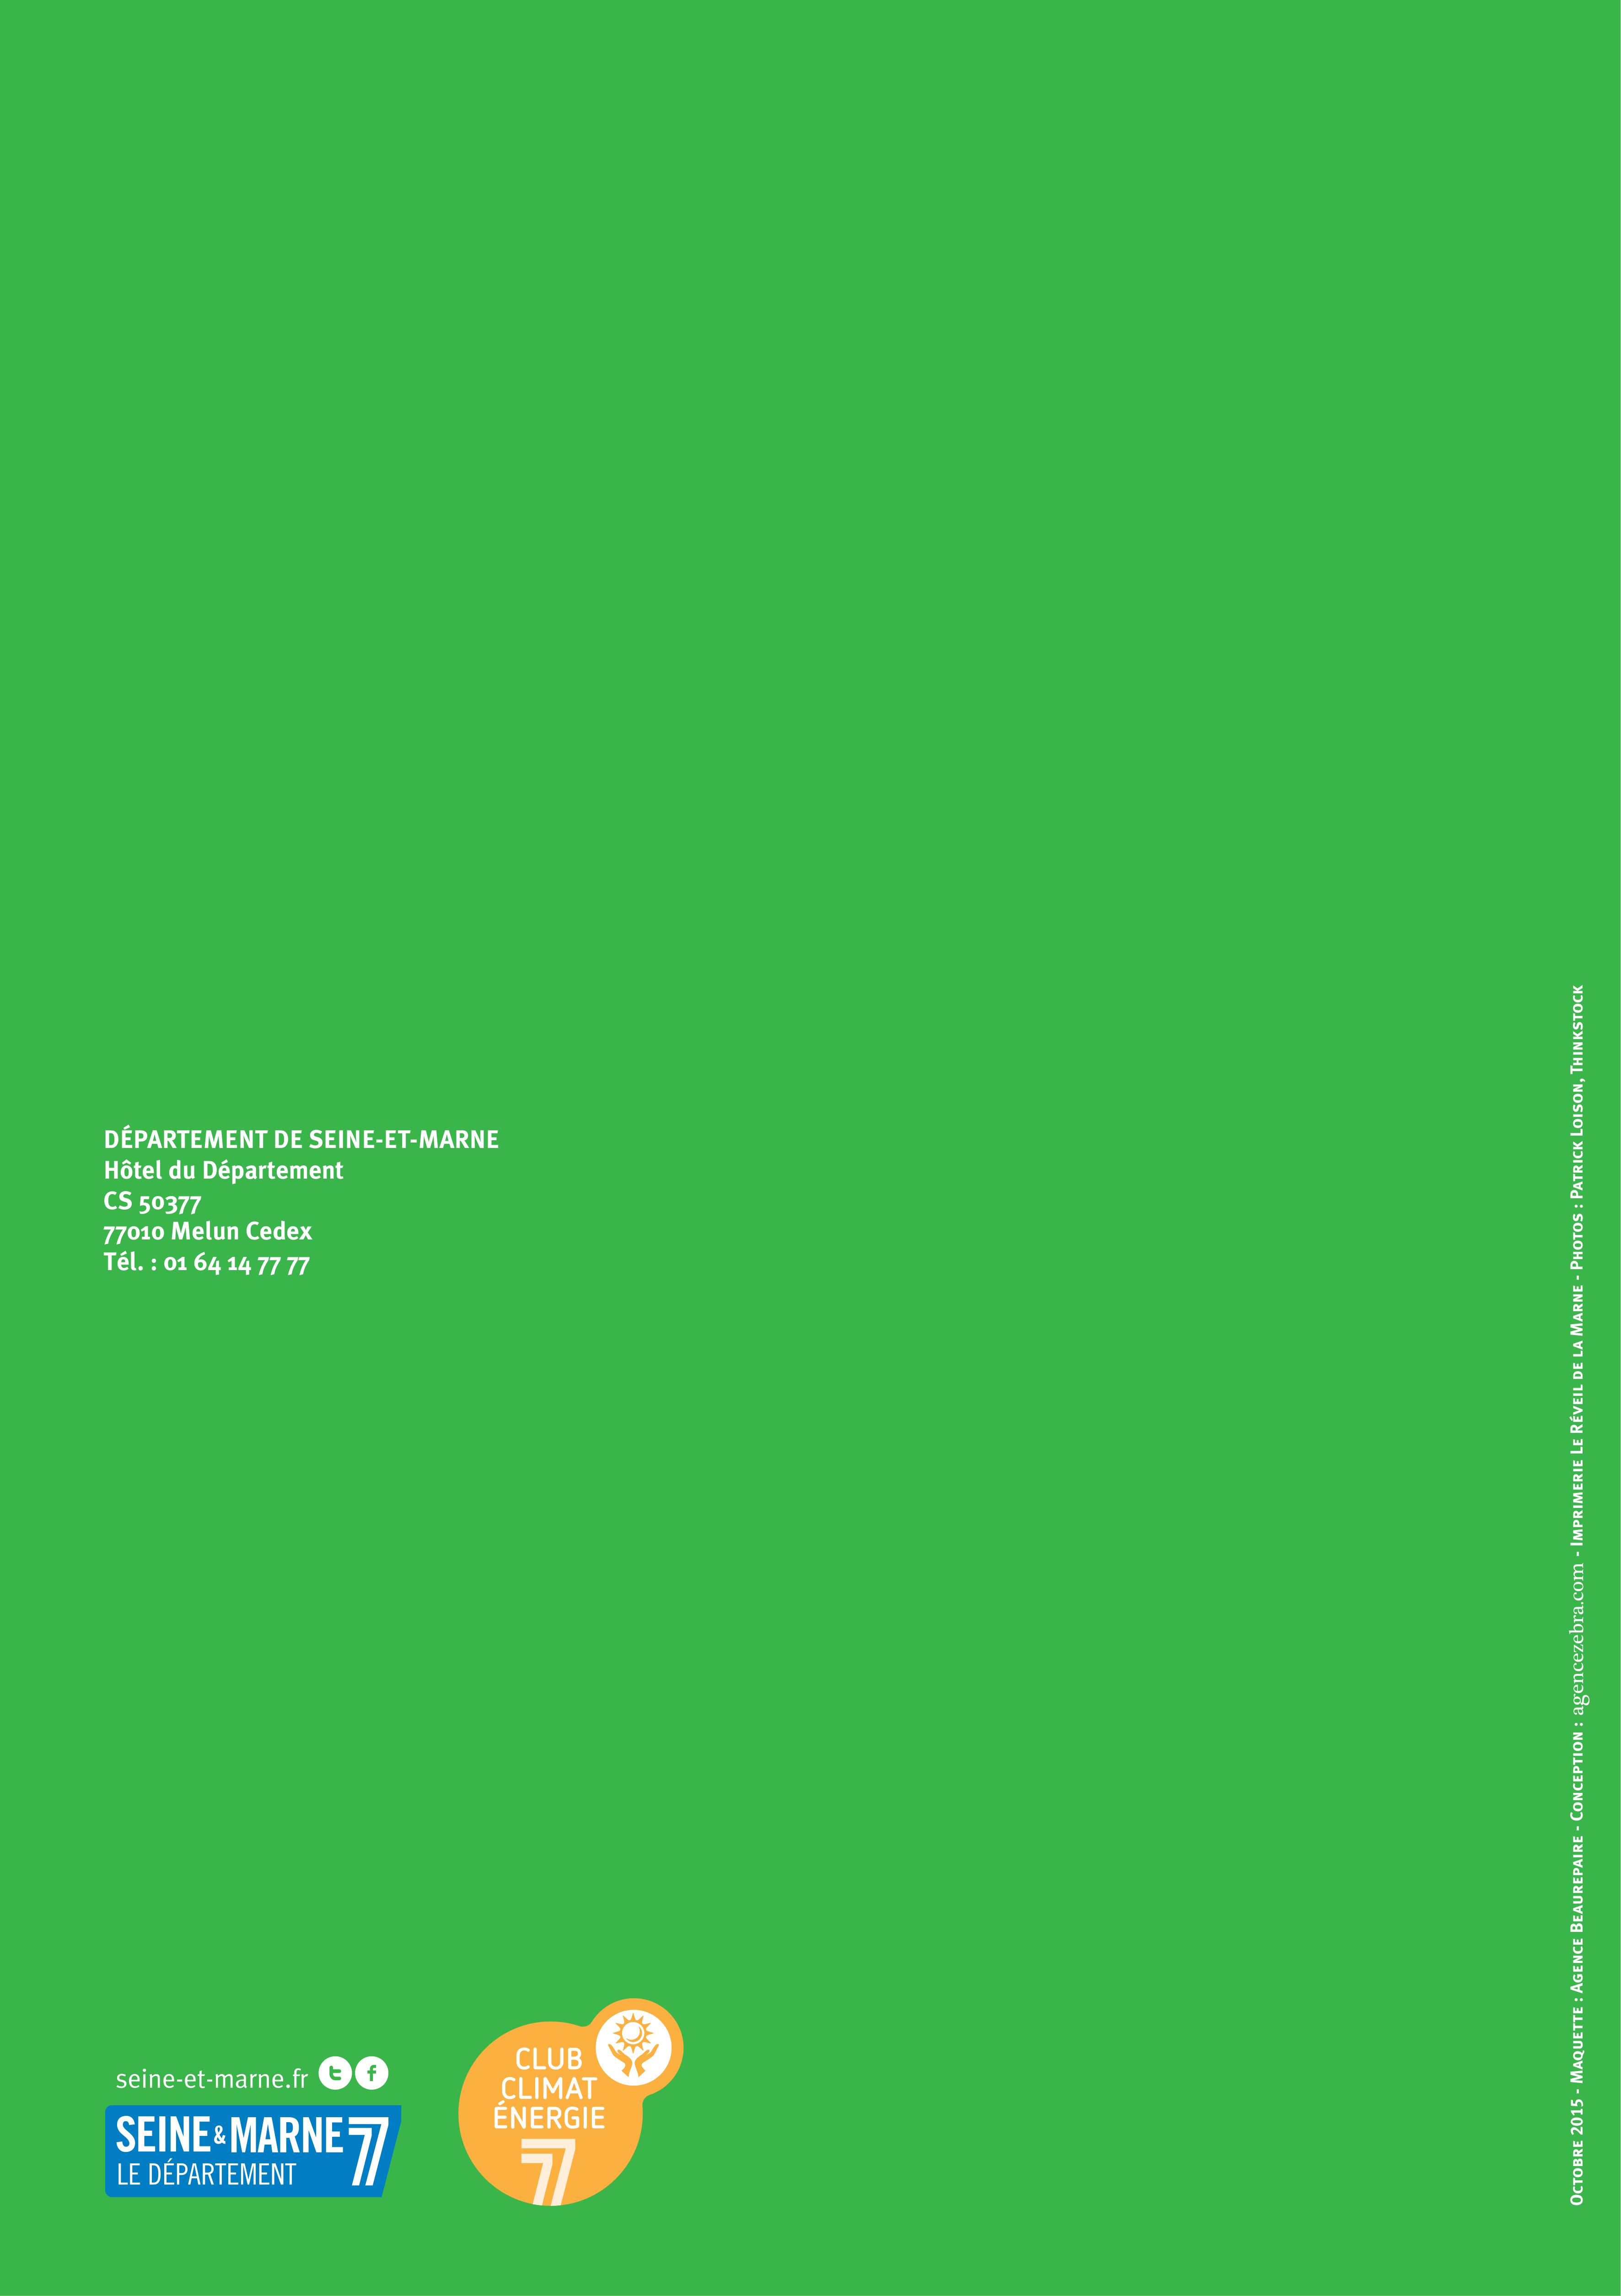 DÉPARTEMENT DE SEINE-ET-MARNE
Hôtel du Département
CS 50377
77010 Melun Cedex
Tél. : 01 64 14 77 77
seine-et-marne.fr
SEINE & MARNE 77
LE DÉPARTEMENT
CLUB
CLIMAT
ÉNERGIE
77
Octobre 2015 - Maquette : Agence Beaurepaire - Conception : agencezebra.com - Imprimerie Le Réveil de la Marne - Photos : Patrick Loison, Thinkstock